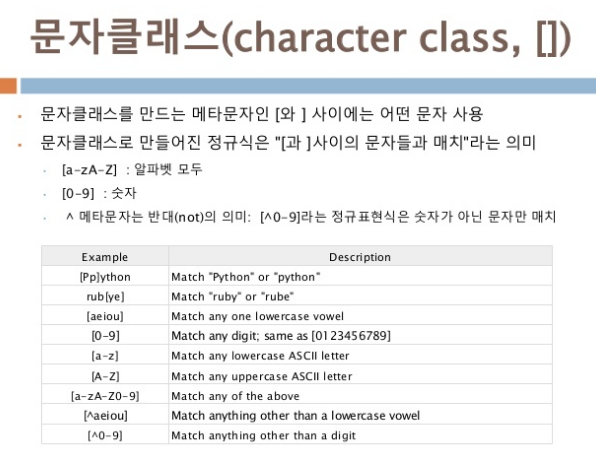 문자클래스(character class, [])
문자클래스를 만드는 메타문자인 [와 ] 사이에는 어떤 문자 사용
문자클래스로 만들어진 정규식은 "[과 ]사이의 문자들과 매치"라는 의미
[a-zA-Z] : 알파벳 모두
[0-9] : 숫자
^ 메타문자는 반대(not)의 의미: [^0-9]라는 정규표현식은 숫자가 아닌 문자만 매치
Example Description
[Pp]ython Match "Python" or "python"
rub[ye] Match "ruby" or "rube"
[aeiou] Match any one lowercase vowel
[0-9] Match any digit; same as [0123456789]
[a-z] Match any lowercase ASCII letter
[A-Z] Match any uppercase ASCII letter
[a-zA-Z0-9] Match any of the above
[^aeiou] Match anything other than a lowercase vowel
[^0-9] Match anything other than a digit